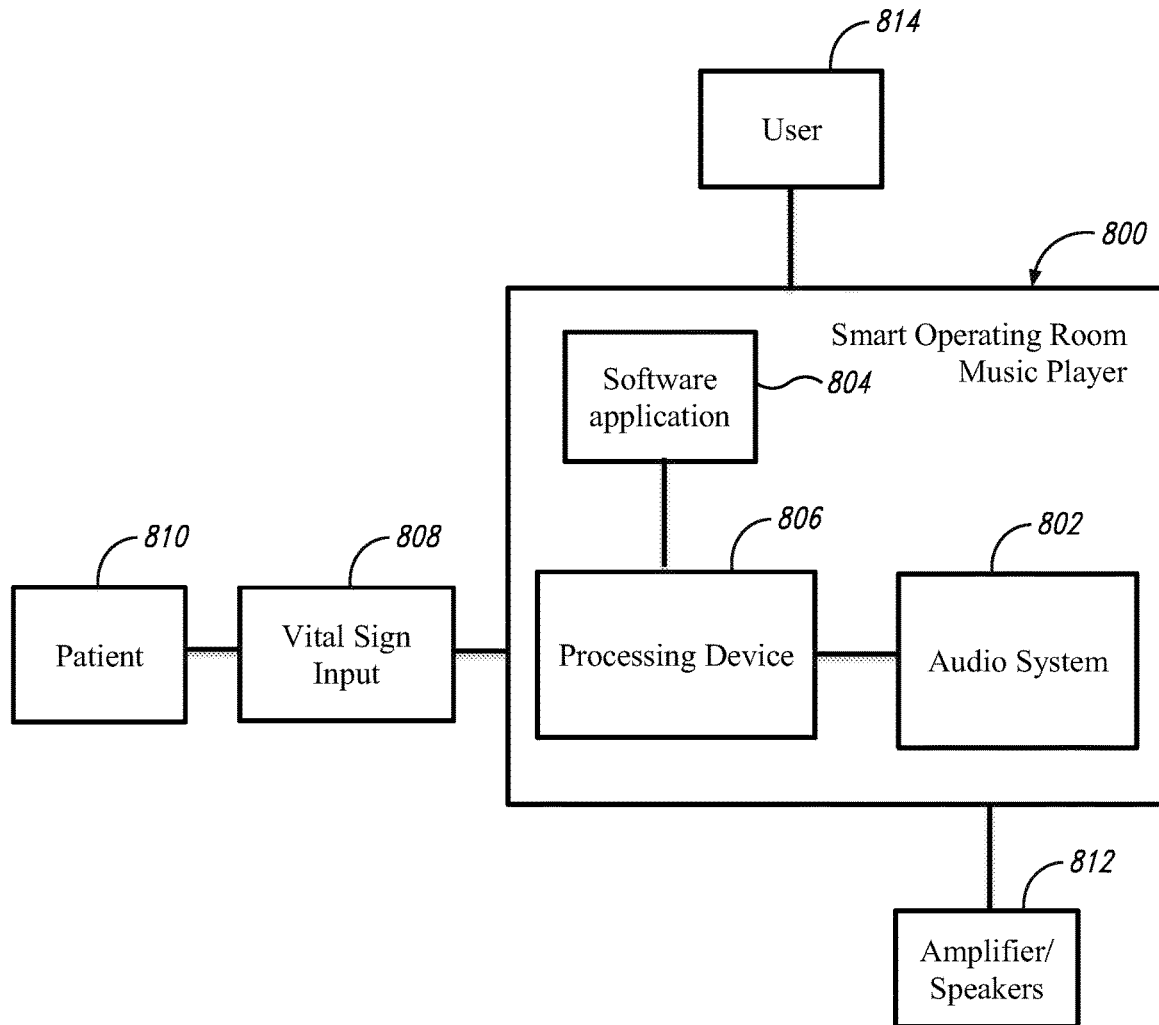 814
User
800
Smart Operating Room
Music Player
Software
application
804
806
802
810
808
Patient
Vital Sign
Input
Processing Device
Audio System
812
Amplifier/
Speakers